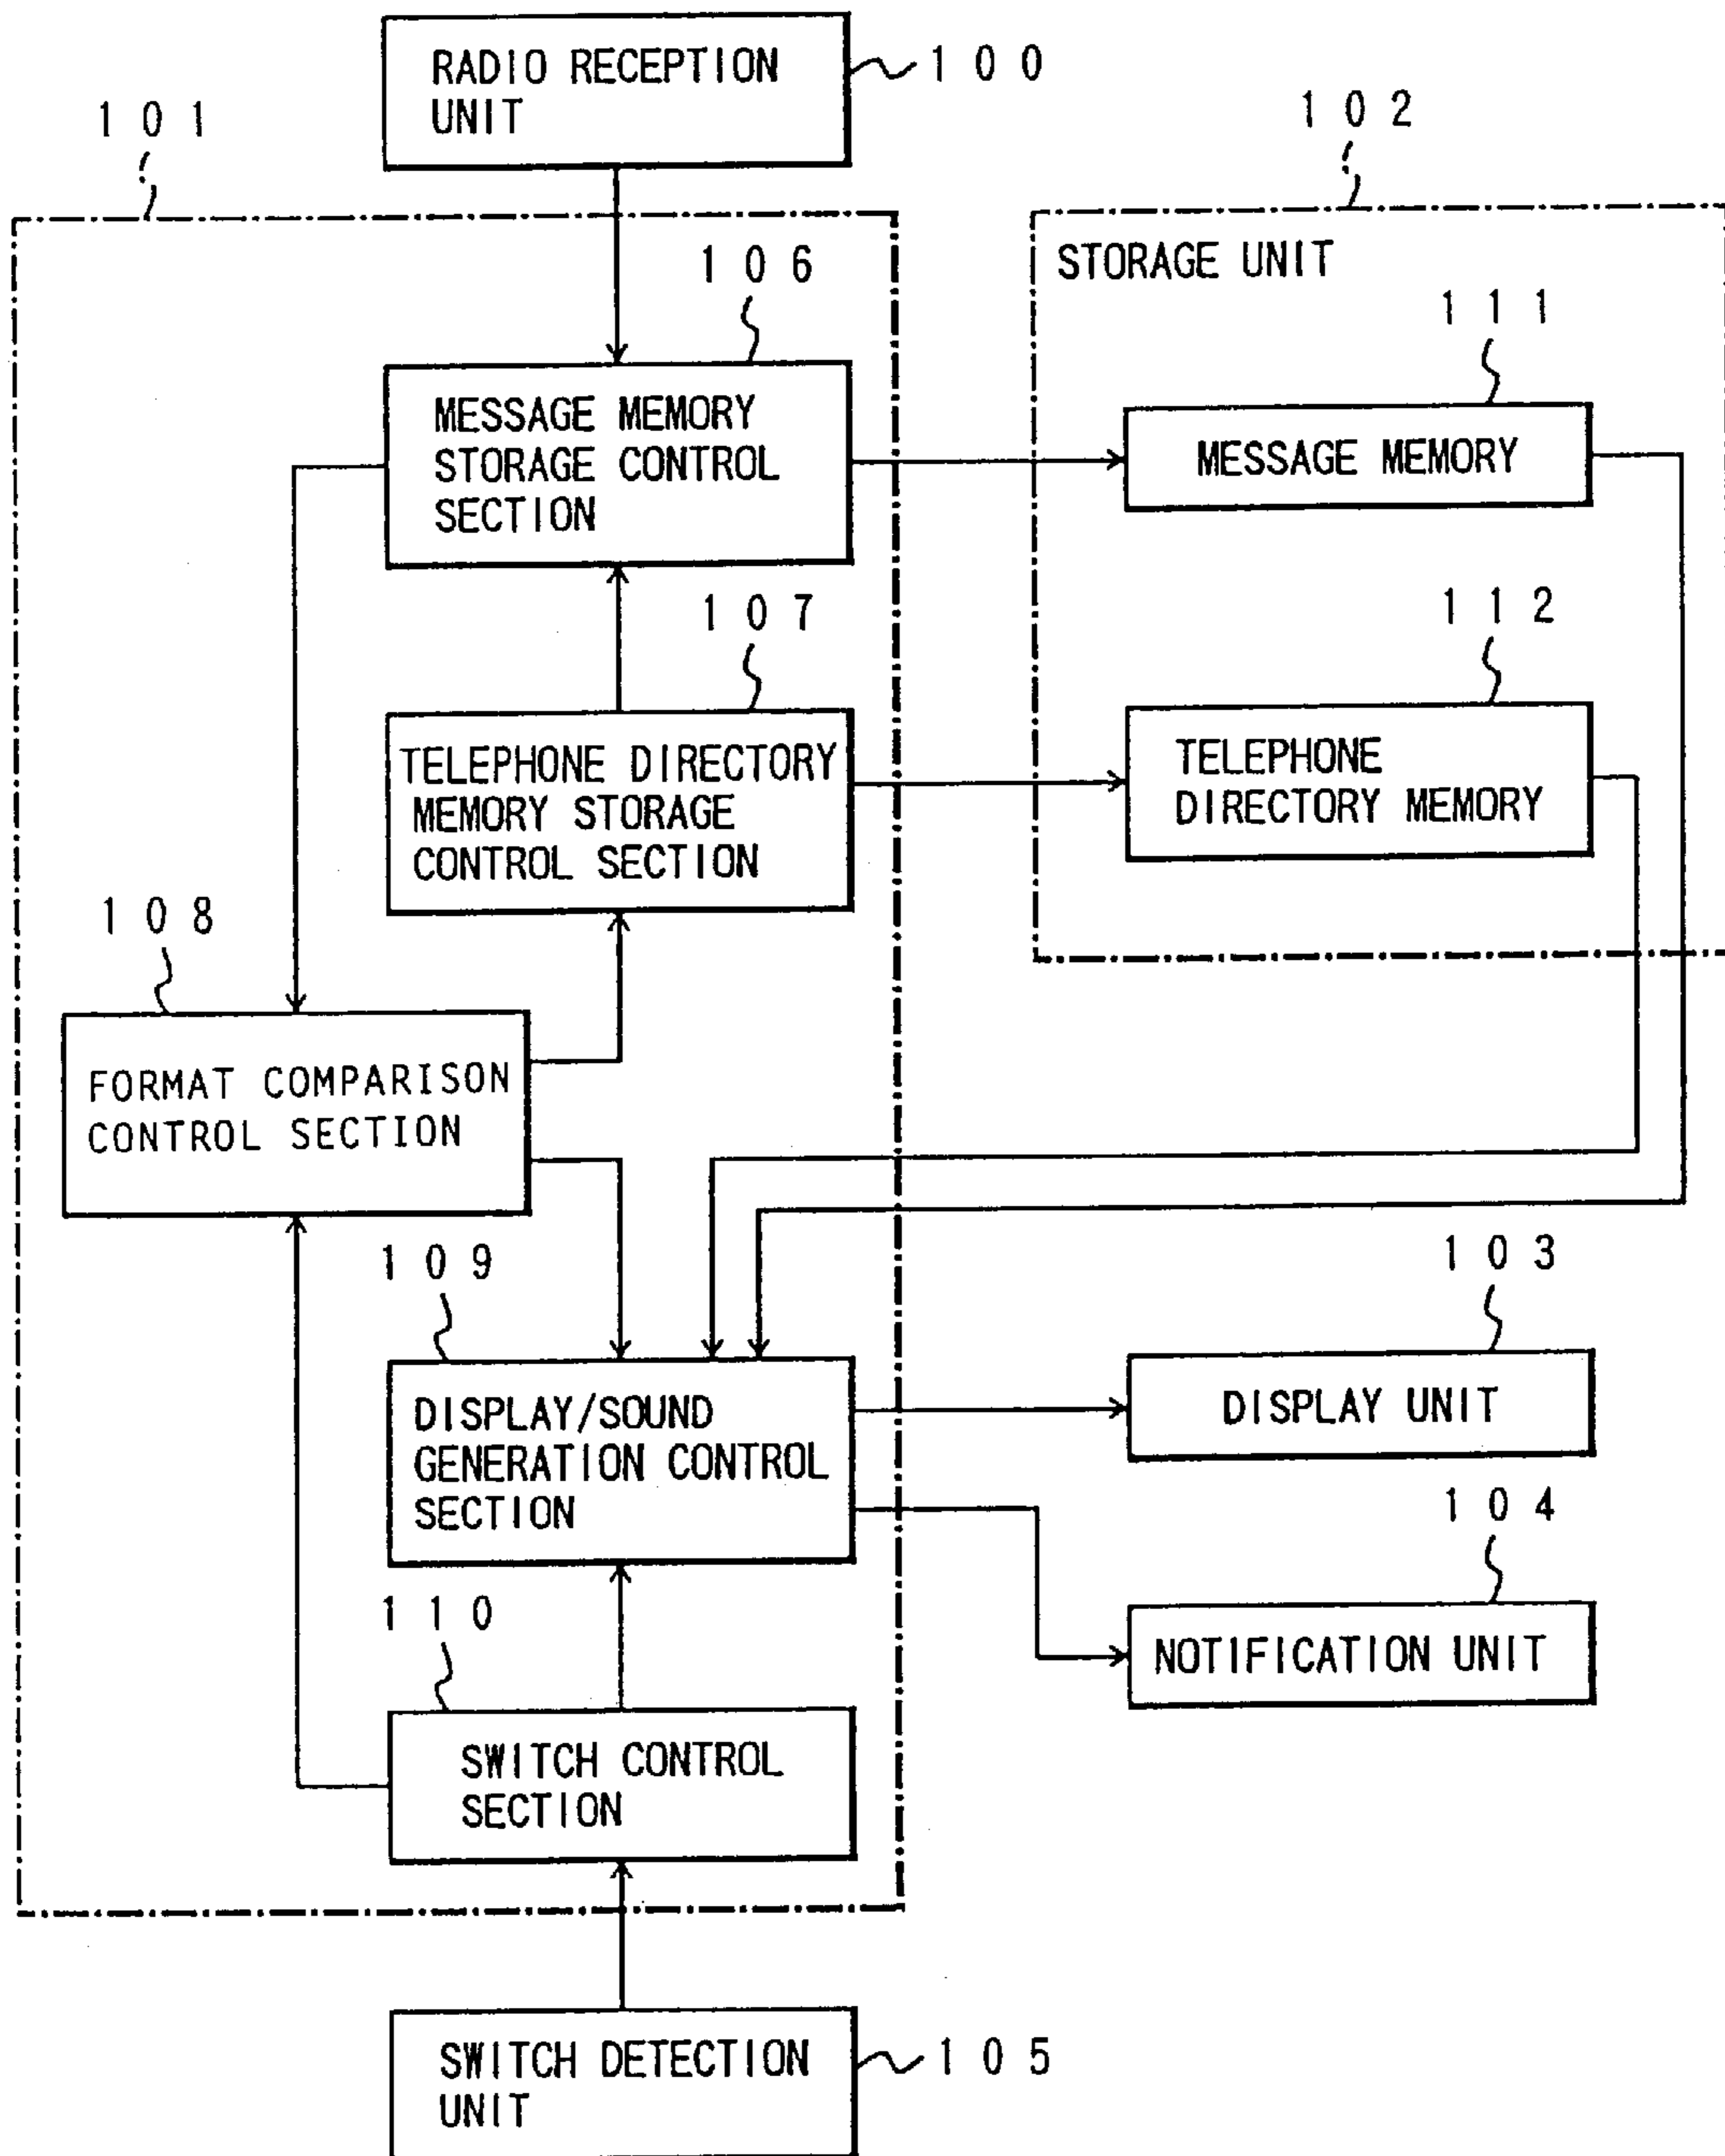 RADIO RECEPTION
UNIT
100
101
102
STORAGE UNIT
106
MESSAGE MEMORY
STORAGE CONTROL
SECTION
111
MESSAGE MEMORY
107
TELEPHONE DIRECTORY
MEMORY STORAGE
CONTROL SECTION
112
TELEPHONE
DIRECTORY MEMORY
108
FORMAT COMPARISON
CONTROL SECTION
109
DISPLAY/SOUND
GENERATION CONTROL
SECTION
103
DISPLAY UNIT
104
NOTIFICATION UNIT
110
SWITCH CONTROL
SECTION
SWITCH DETECTION
UNIT
105